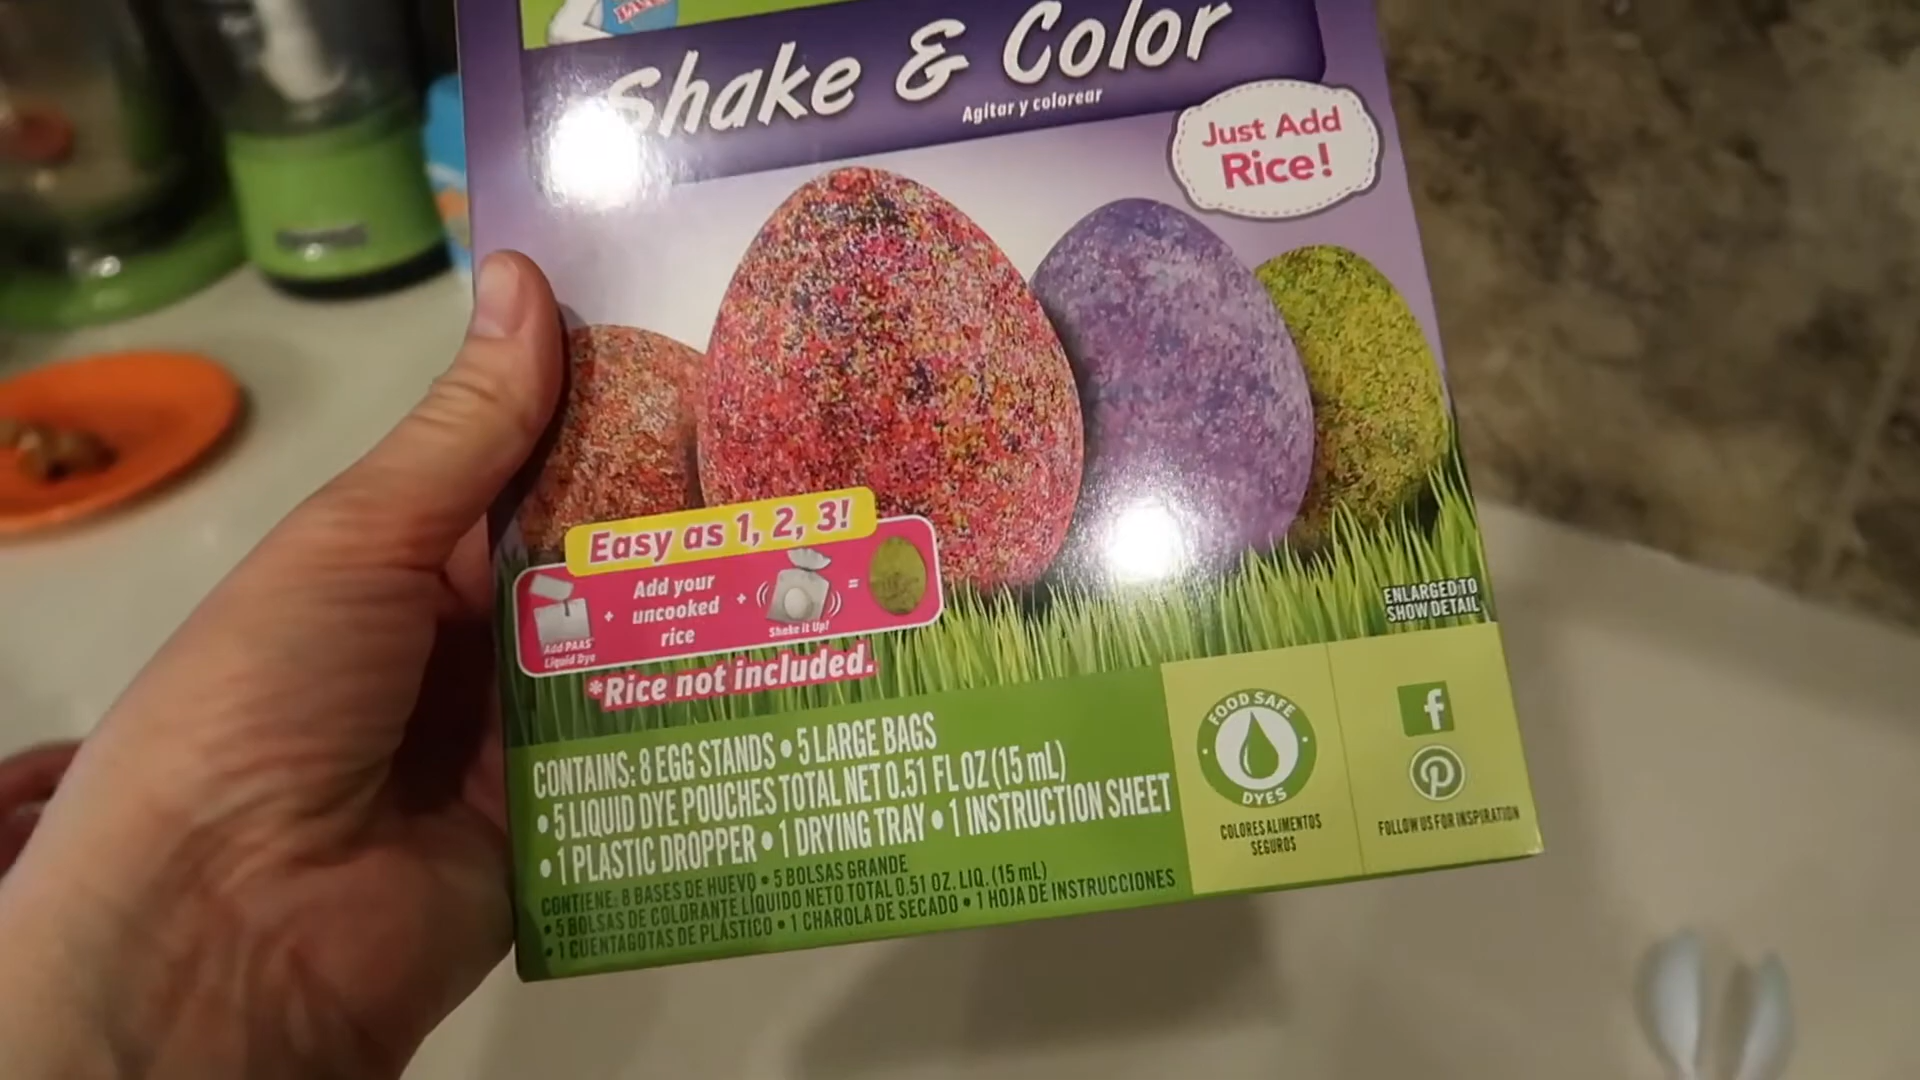 Shake & Color
Agitar y colorear
Just Add
Rice!
Easy as 1, 2, 3!
Add PAAS
Liquid Dye
+
Add your
uncooked
rice
+
Shake it Up!
=
*Rice not included.
ENLARGED TO
SHOW DETAIL
CONTAINS: 8 EGG STANDS • 5 LARGE BAGS
• 5 LIQUID DYE POUCHES TOTAL NET 0.51 FL OZ (15 mL)
• 1 PLASTIC DROPPER • 1 DRYING TRAY • 1 INSTRUCTION SHEET
CONTIENE: 8 BASES DE HUEVO • 5 BOLSAS GRANDE
• 5 BOLSAS DE COLORANTE LÍQUIDO NETO TOTAL 0.51 OZ. LIQ. (15 mL)
• 1 CUENTAGOTAS DE PLÁSTICO • 1 CHAROLA DE SECADO • 1 HOJA DE INSTRUCCIONES
FOOD SAFE
DYES
COLORES ALIMENTOS
SEGUROS
FOLLOW US FOR INSPIRATION